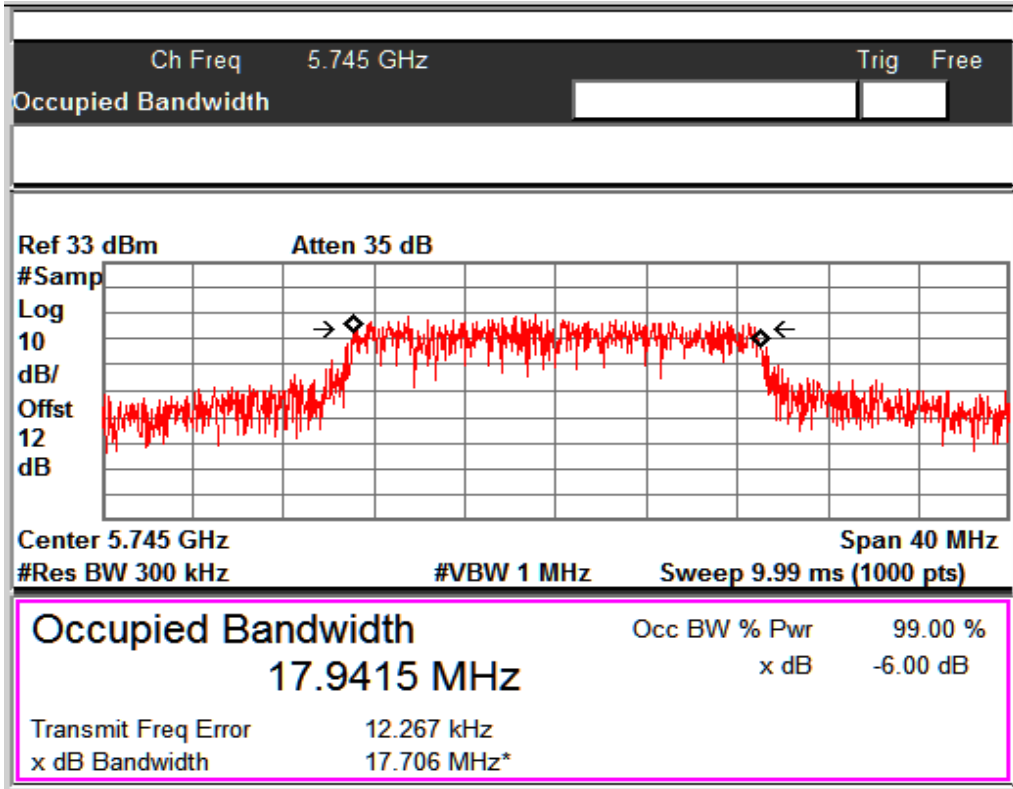 Ch Freq 5.745 GHz Trig Free
Occupied Bandwidth
Ref 33 dBm Atten 35 dB
#Samp
Log
10
dB/
Offst
12
dB
Center 5.745 GHz Span 40 MHz
#Res BW 300 kHz #VBW 1 MHz Sweep 9.99 ms (1000 pts)
Occupied Bandwidth Occ BW % Pwr 99.00 %
17.9415 MHz x dB -6.00 dB
Transmit Freq Error 12.267 kHz
x dB Bandwidth 17.706 MHz*